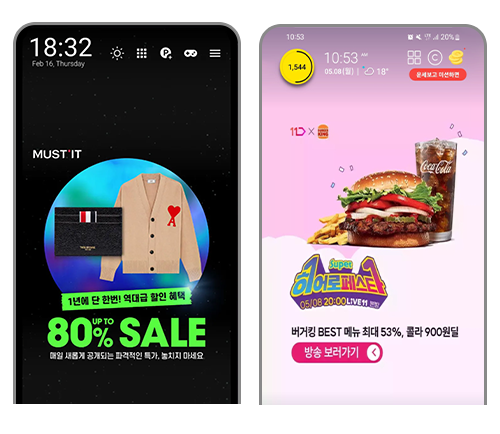 18:32
Feb 16, Thursday
MUST'IT
1년에 단 한번! 역대급 할인 혜택
UP TO
80% SALE
매일 새롭게 공개되는 파격적인 특가, 놓치지 마세요
10:53
20%
1,544
10:53 AM
05.08 (월) 18°
운세보고 미션하면
11 X BURGER KING
Coca-Cola
Super
히어로페스타
05/08 20:00 LIVE11
버거킹 BEST 메뉴 최대 53%, 콜라 900원딜
방송 보러가기